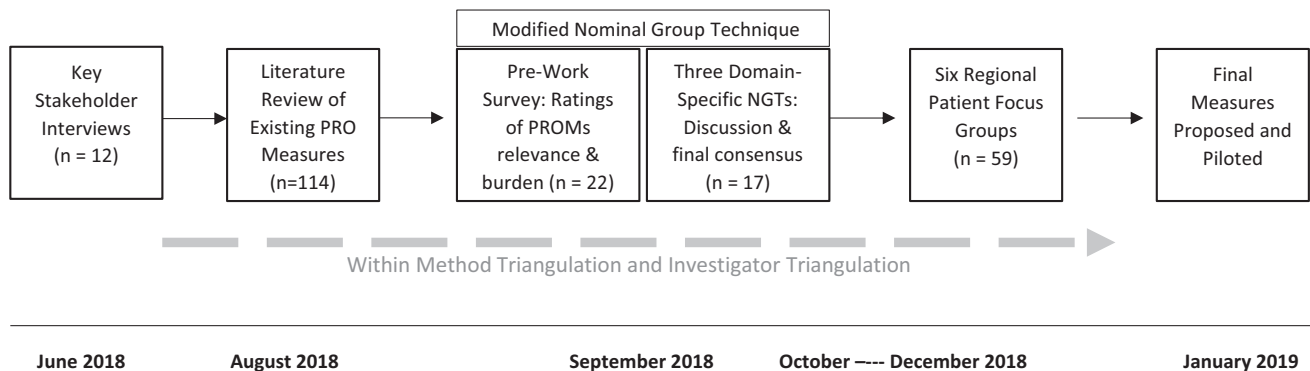 Modified Nominal Group Technique
Key
Stakeholder
Interviews
(n = 12)
Literature
Review of
Existing PRO
Measures
(n=114)
Pre-Work
Survey: Ratings
of PROMs
relevance &
burden (n = 22)
Three Domain-
Specific NGTs:
Discussion &
final consensus
(n = 17)
Six Regional
Patient Focus
Groups
(n = 59)
Final
Measures
Proposed and
Piloted
Within Method Triangulation and Investigator Triangulation
June 2018 August 2018 September 2018 October –--- December 2018 January 2019